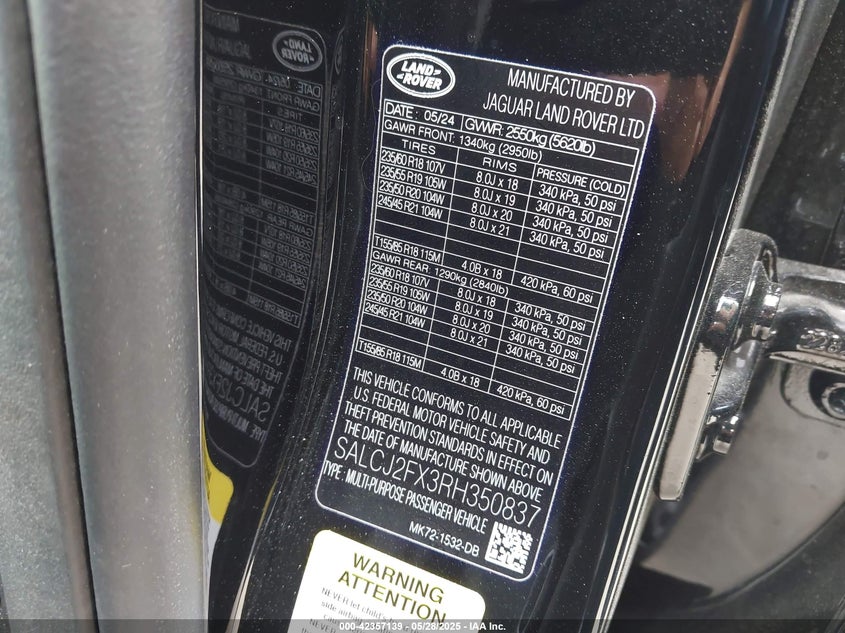 LAND
ROVER
MANUFACTURED BY
JAGUAR LAND ROVER LTD
DATE: 05/24 GVWR: 2550kg (5620lb)
GAWR FRONT: 1340kg (2950lb)
TIRES RIMS PRESSURE (COLD)
235/60 R18 107V 8.0J x 18 340 kPa, 50 psi
235/55 R19 105W 8.0J x 19 340 kPa, 50 psi
235/50 R20 104W 8.0J x 20 340 kPa, 50 psi
245/45 R21 104W 8.0J x 21 340 kPa, 50 psi
T155/85 R18 115M 4.0B x 18 420 kPa, 60 psi
GAWR REAR: 1290kg (2840lb)
235/60 R18 107V 8.0J x 18 340 kPa, 50 psi
235/55 R19 105W 8.0J x 19 340 kPa, 50 psi
235/50 R20 104W 8.0J x 20 340 kPa, 50 psi
245/45 R21 104W 8.0J x 21 340 kPa, 50 psi
T155/85 R18 115M 4.0B x 18 420 kPa, 60 psi
THIS VEHICLE CONFORMS TO ALL APPLICABLE
U.S. FEDERAL MOTOR VEHICLE SAFETY AND
THEFT PREVENTION STANDARDS IN EFFECT ON
THE DATE OF MANUFACTURE SHOWN ABOVE
SALCJ2FX3RH350837
TYPE: MULTI-PURPOSE PASSENGER VEHICLE
MK72-1532-DB
WARNING
ATTENTION
NEVER let child
side airbag
NEVER
000-42357139 - 05/28/2025 - IAA, Inc.